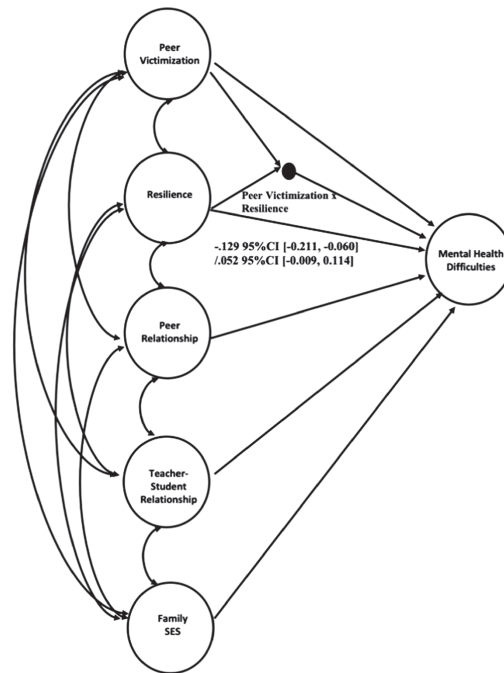 Peer
Victimization
Resilience
Peer Victimization x
Resilience
-.129 95%CI [-0.211, -0.060]
/.052 95%CI [-0.009, 0.114]
Mental Health
Difficulties
Peer
Relationship
Teacher-
Student
Relationship
Family
SES